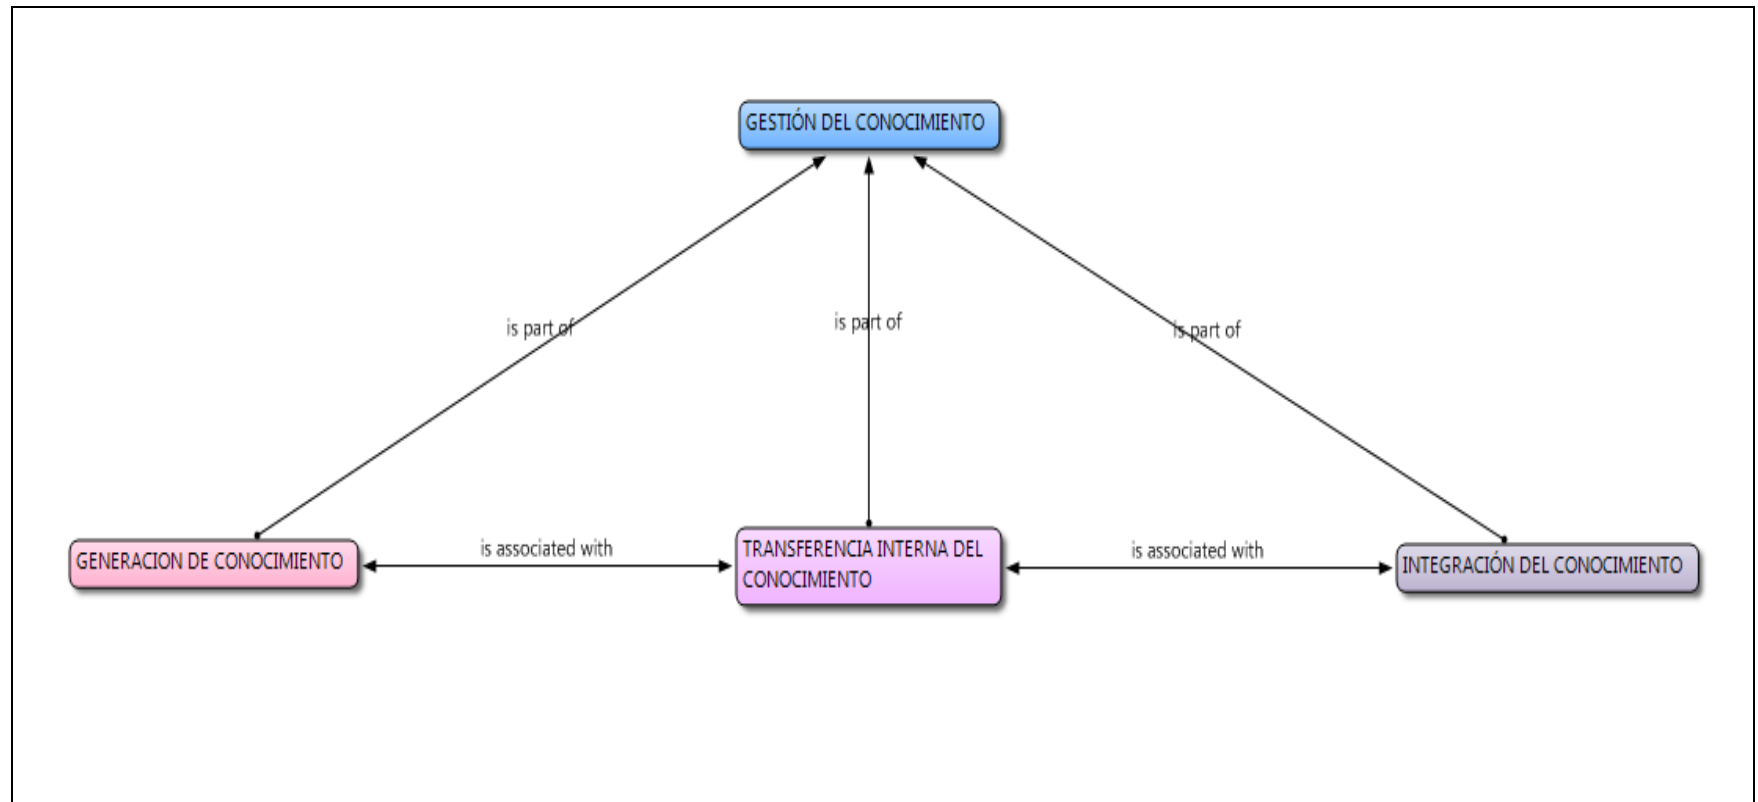 GESTIÓN DEL CONOCIMIENTO
is part of
is part of
is part of
GENERACION DE CONOCIMIENTO
is associated with
TRANSFERENCIA INTERNA DEL
CONOCIMIENTO
is associated with
INTEGRACIÓN DEL CONOCIMIENTO